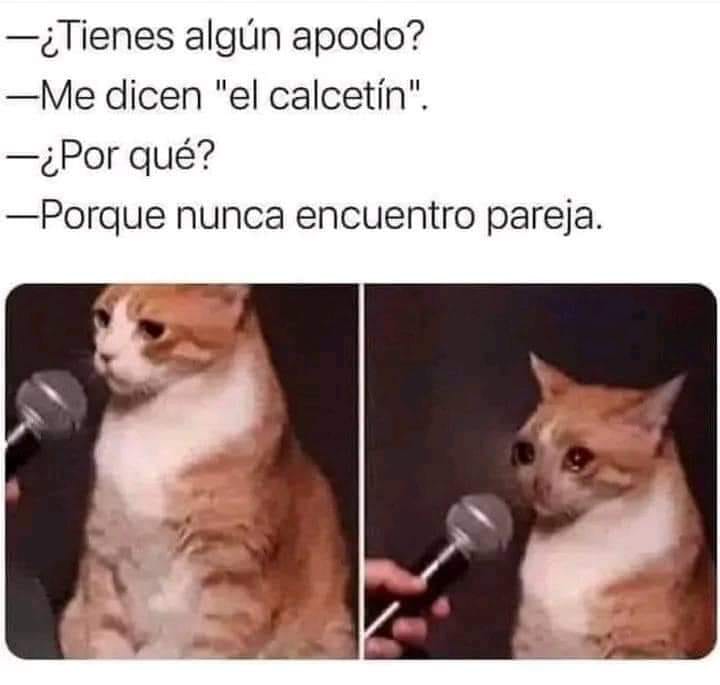 —¿Tienes algún apodo?
—Me dicen "el calcetín".
—¿Por qué?
—Porque nunca encuentro pareja.